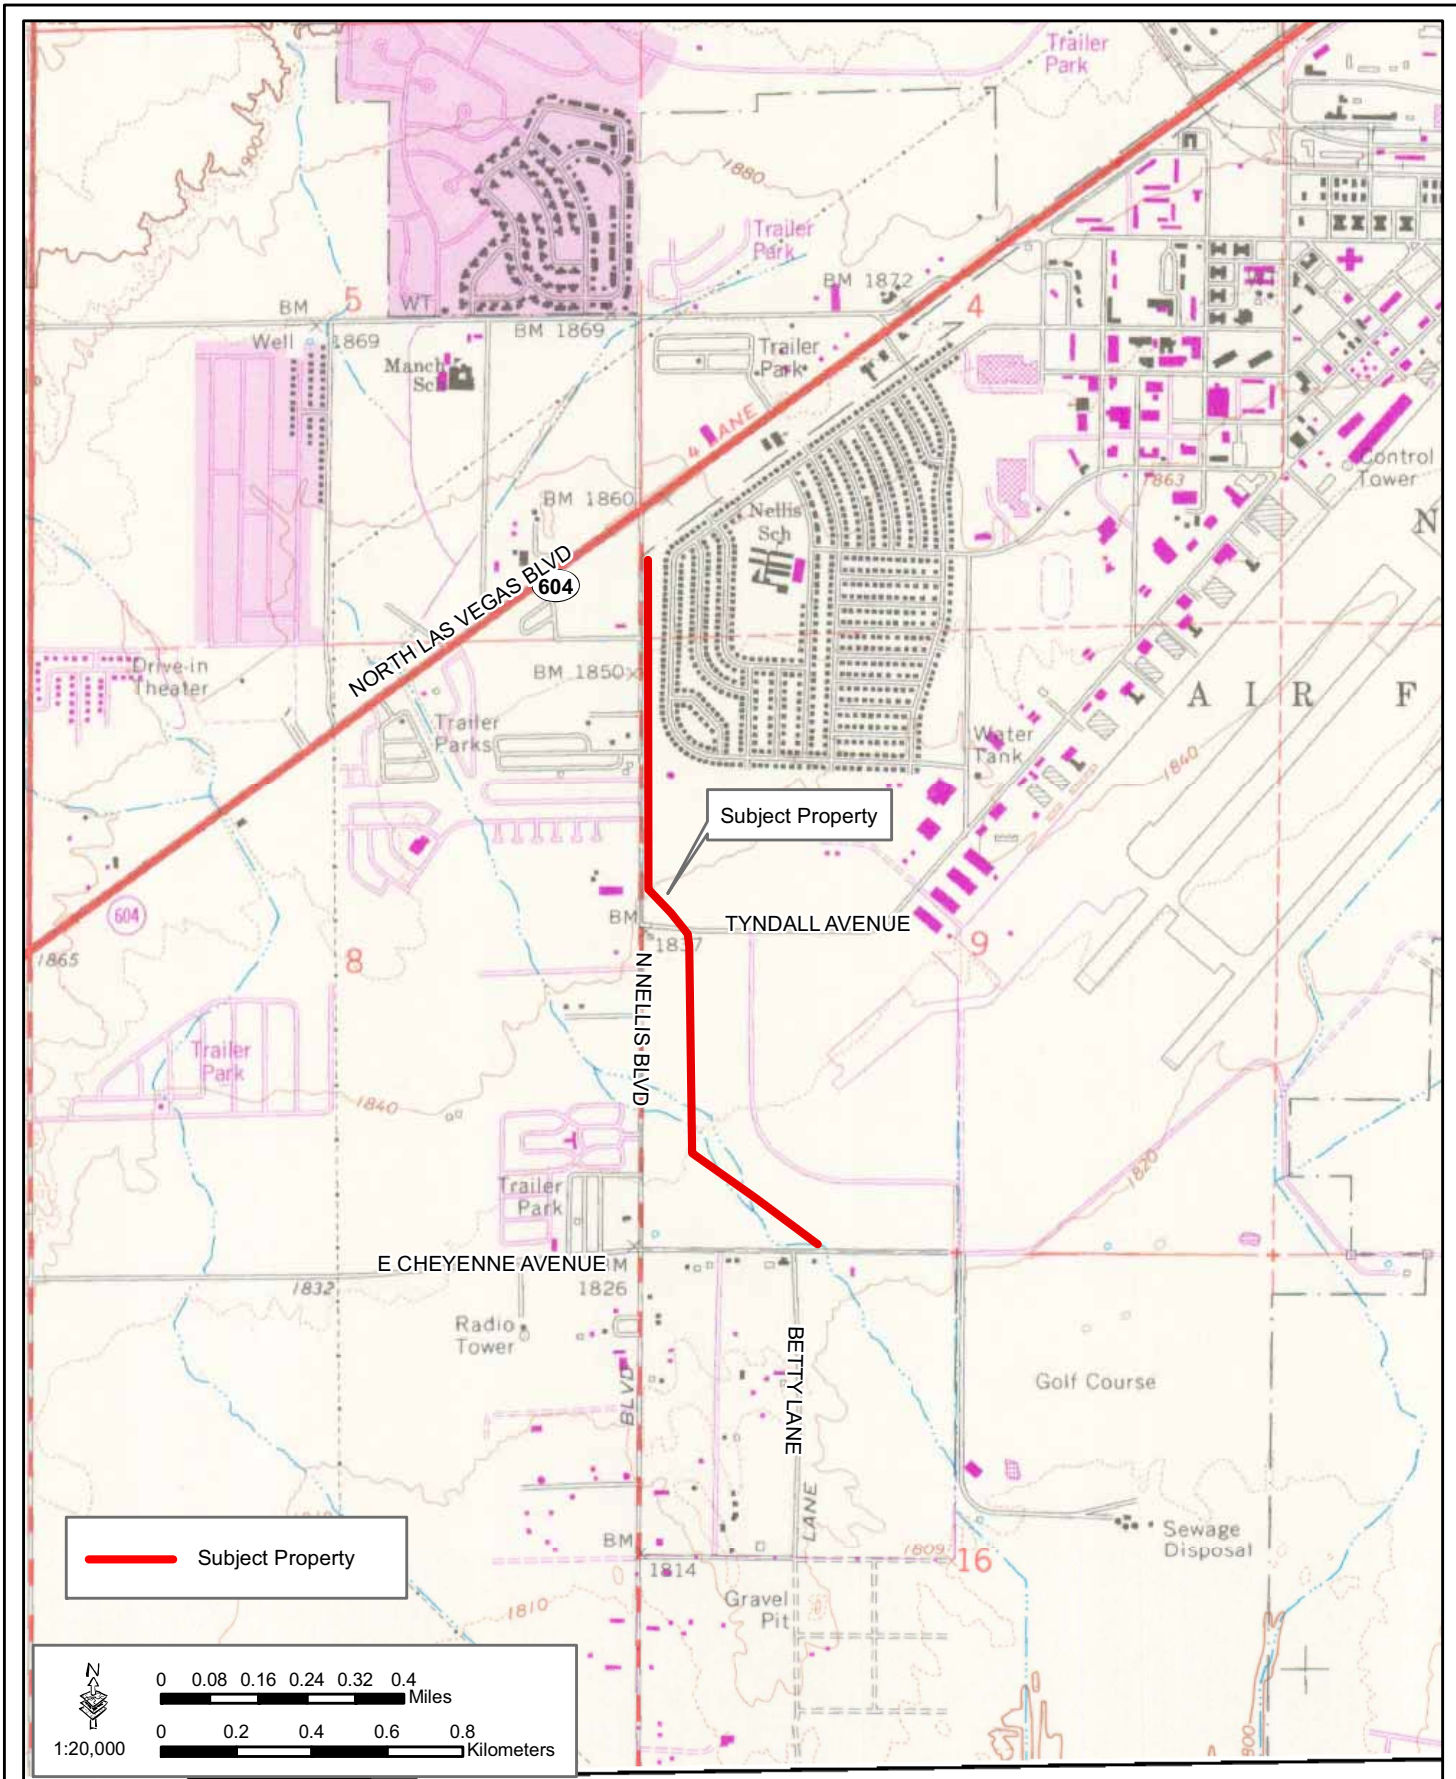 Trailer
Park
1900
1880
Trailer
Park
BM 1872
5
4
BM
WT
BM 1869
Well
1869
Manch
Sch
Trailer
Park
4 LANE
BM 1860
Nellis
Sch
1863
Control
Tower
N
NORTH LAS VEGAS BLVD
604
Drive-in
Theater
BM 1850
A I R F
Trailer
Parks
Water
Tank
1840
Subject Property
604
BM
TYNDALL AVENUE
1837
9
1865
8
N NELLIS BLVD
Trailer
Park
1840
1820
Trailer
Park
E CHEYENNE AVENUE
M
1832
1826
Radio
Tower
BETTY LANE
Golf Course
BLVD
LANE
Sewage
Disposal
BM
1814
1809
16
Gravel
Pit
1810
Subject Property
N
0 0.08 0.16 0.24 0.32 0.4
Miles
0 0.2 0.4 0.6 0.8
Kilometers
1:20,000